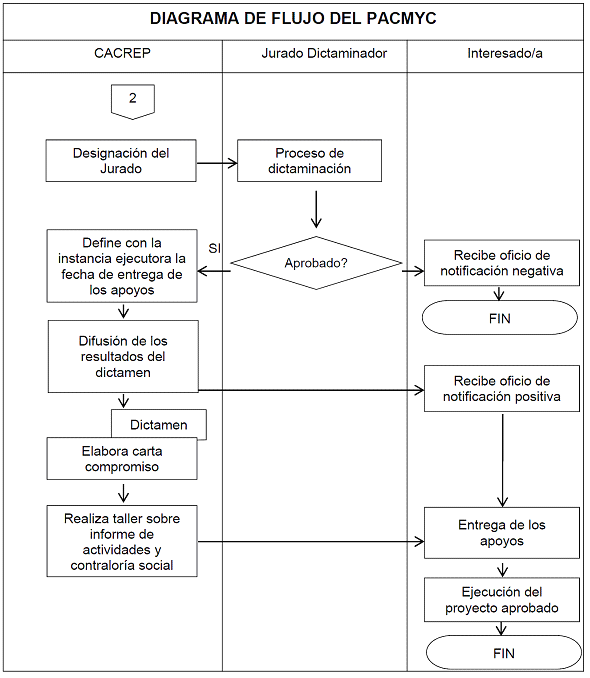 DIAGRAMA DE FLUJO DEL PACMYC
CACREP
Jurado Dictaminador
Interesado/a
2
Designación del
Jurado
Proceso de
dictaminación
Define con la
instancia ejecutora la
fecha de entrega de
los apoyos
SI
Aprobado?
Recibe oficio de
notificación negativa
FIN
Difusión de los
resultados del
dictamen
Recibe oficio de
notificación positiva
Dictamen
Elabora carta
compromiso
Realiza taller sobre
informe de
actividades y
contraloría social
Entrega de los
apoyos
Ejecución del
proyecto aprobado
FIN